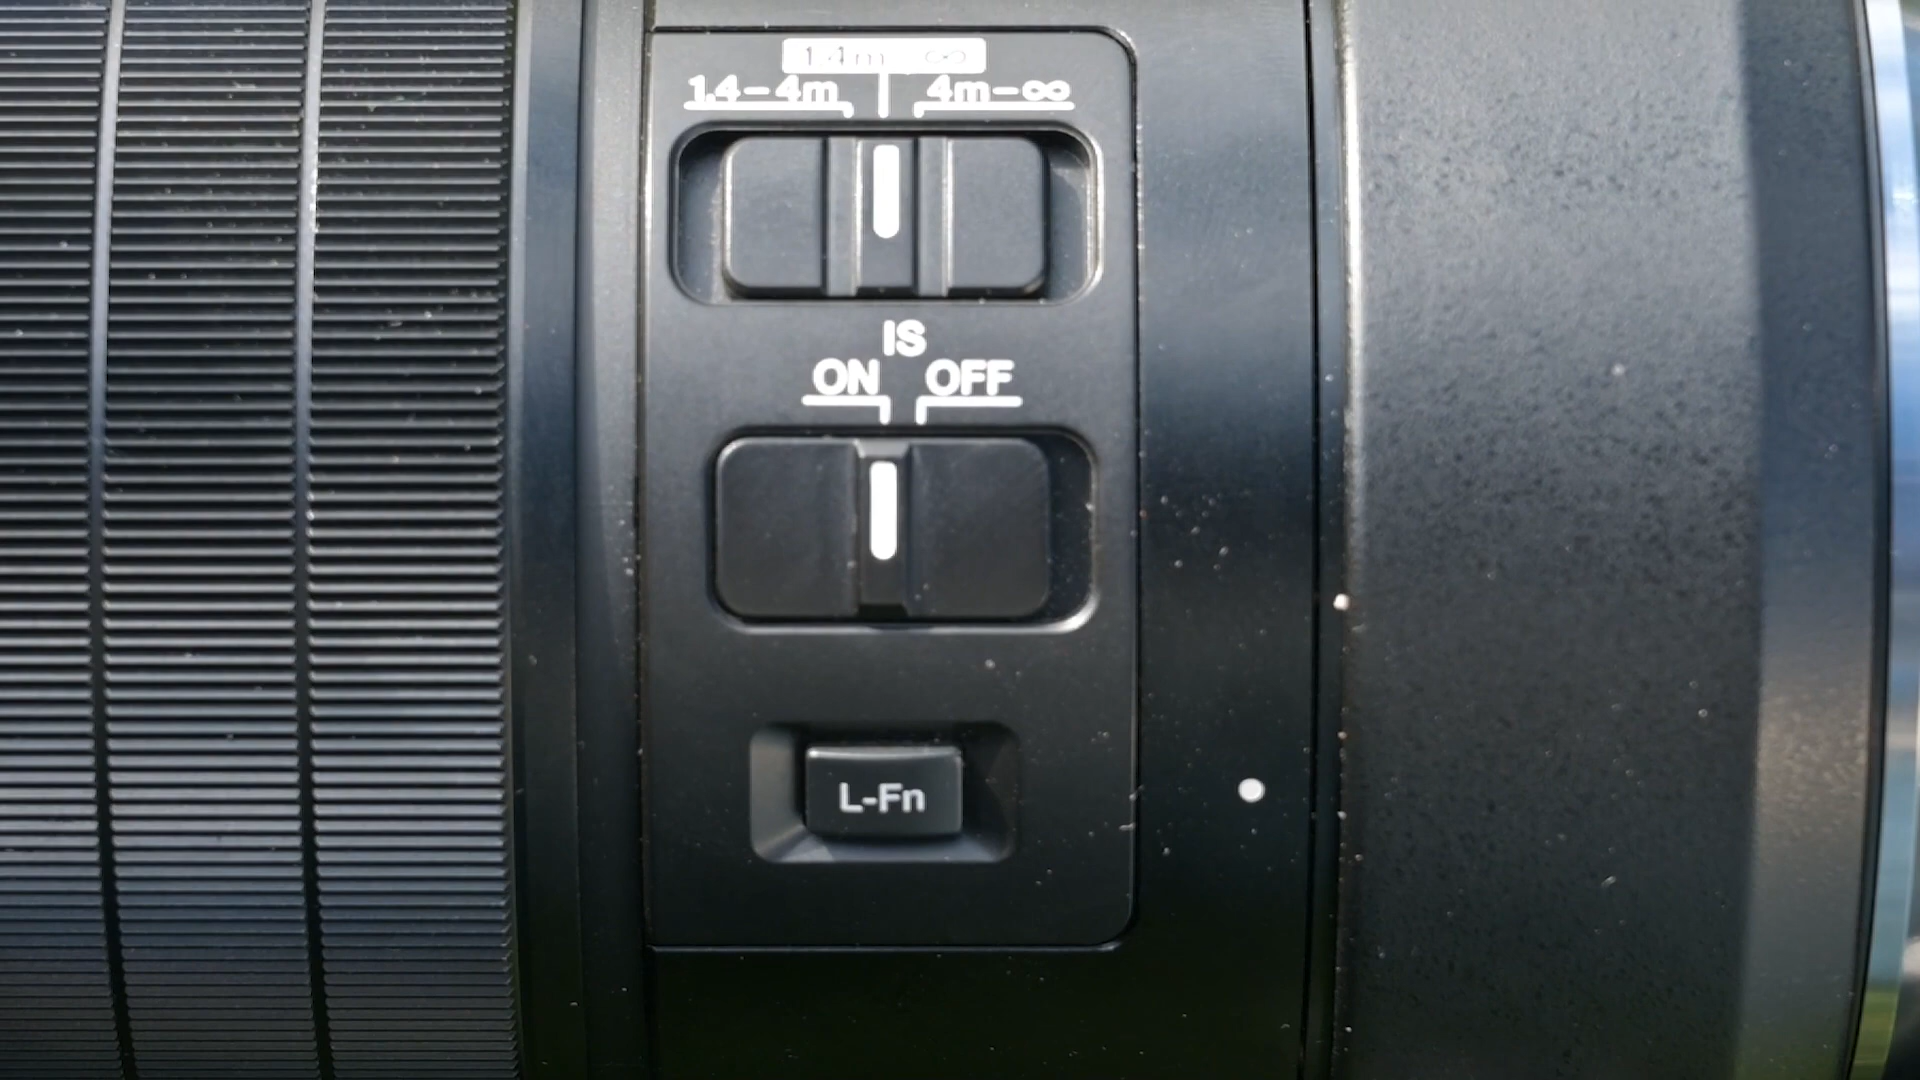 1.4m ∞
1.4-4m 4m-∞
IS
ON OFF
L-Fn